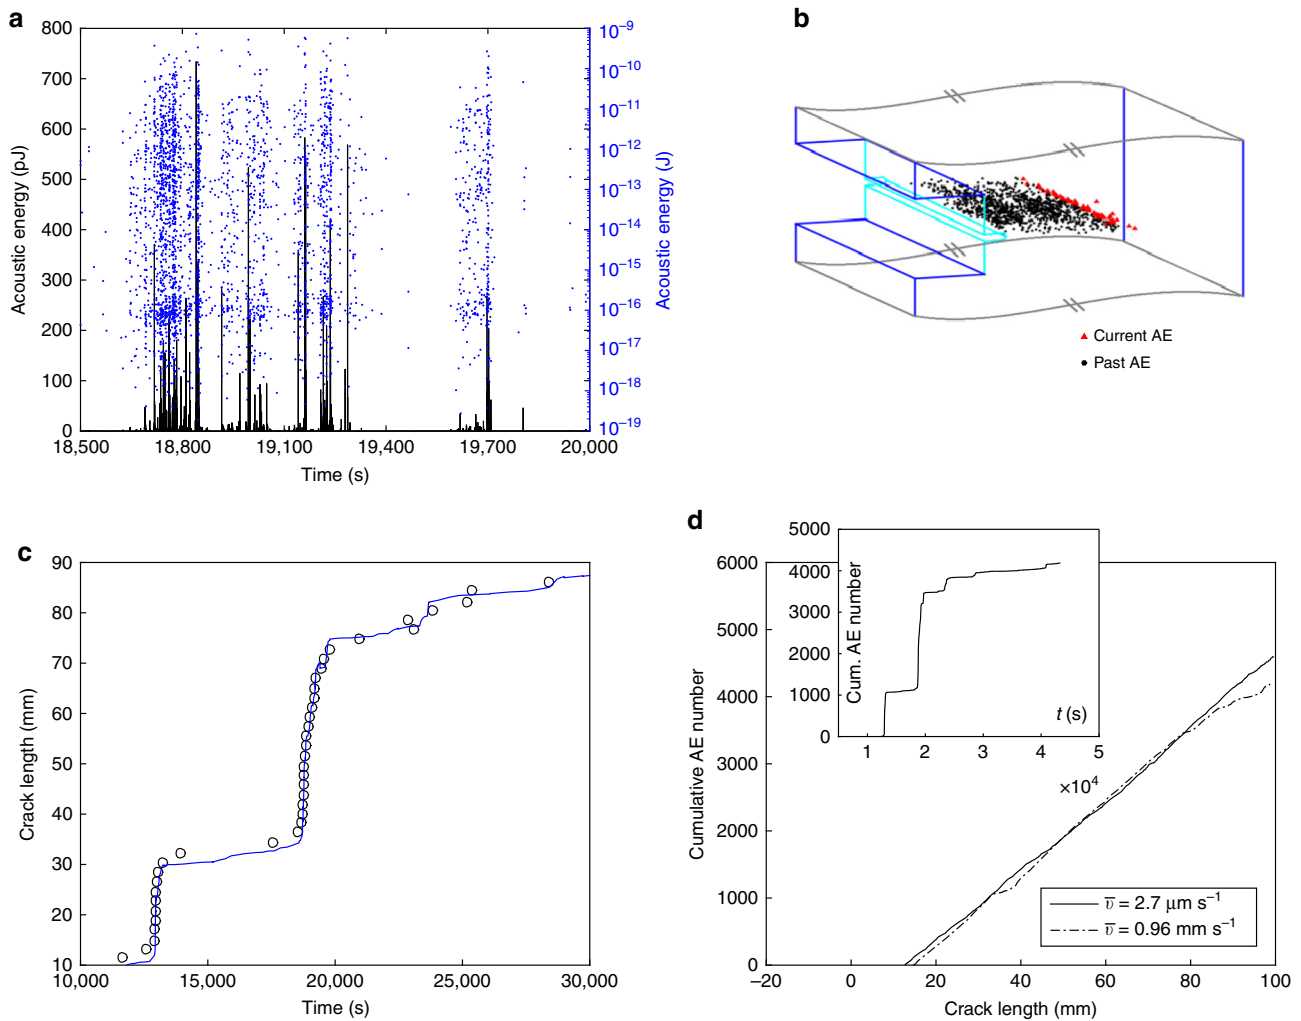 a
800
700
600
500
400
300
200
100
0
Acoustic energy (pJ)
10⁻⁹
10⁻¹⁰
10⁻¹¹
10⁻¹²
10⁻¹³
10⁻¹⁴
10⁻¹⁵
10⁻¹⁶
10⁻¹⁷
10⁻¹⁸
10⁻¹⁹
Acoustic energy (J)
18,500 18,800 19,100 19,400 19,700 20,000
Time (s)
b
Current AE
Past AE
c
90
80
70
60
50
40
30
20
10
Crack length (mm)
10,000 15,000 20,000 25,000 30,000
Time (s)
d
5000
4000
3000
2000
1000
0
Cum. AE number
t (s)
1 2 3 4 5
×10⁴
6000
5000
4000
3000
2000
1000
0
Cumulative AE number
v̅ = 2.7 μm s⁻¹
v̅ = 0.96 mm s⁻¹
−20 0 20 40 60 80 100
Crack length (mm)